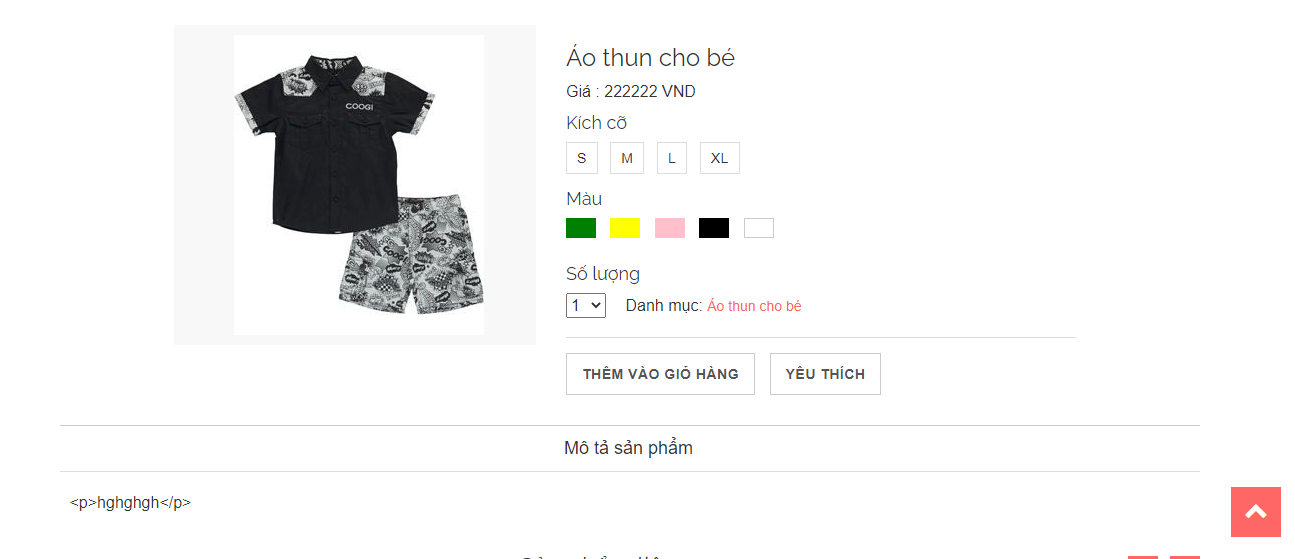 COOGI
Áo thun cho bé
Giá : 222222 VND
Kích cỡ
S M L XL
Màu
Số lượng
1 Danh mục: Áo thun cho bé
THÊM VÀO GIỎ HÀNG YÊU THÍCH
Mô tả sản phẩm
<p>hghghgh</p>